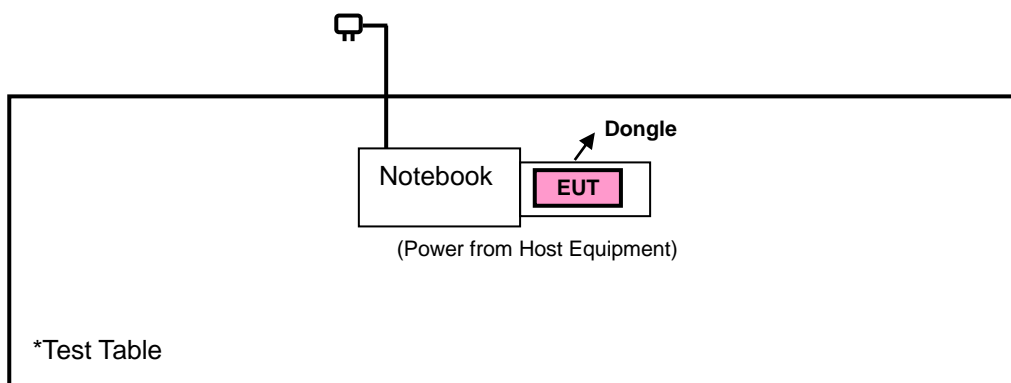 Dongle
Notebook
EUT
(Power from Host Equipment)
*Test Table